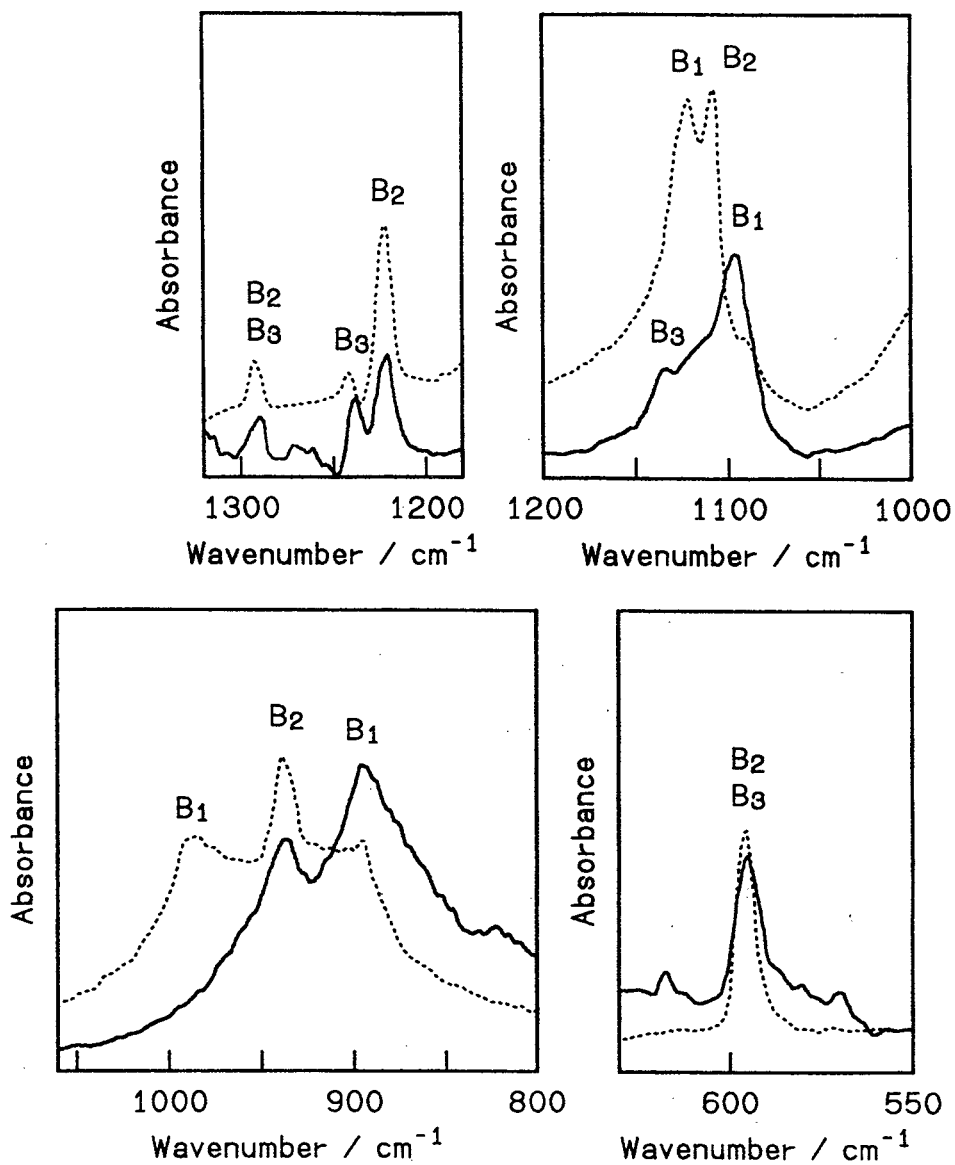 B1 B2
B2
B2
B3
B3
B1
B3
Absorbance
Absorbance
1300 1200
1200 1100 1000
Wavenumber / cm-1
Wavenumber / cm-1
B2
B1
B1
B2
B3
Absorbance
Absorbance
1000 900 800
600 550
Wavenumber / cm-1
Wavenumber / cm-1